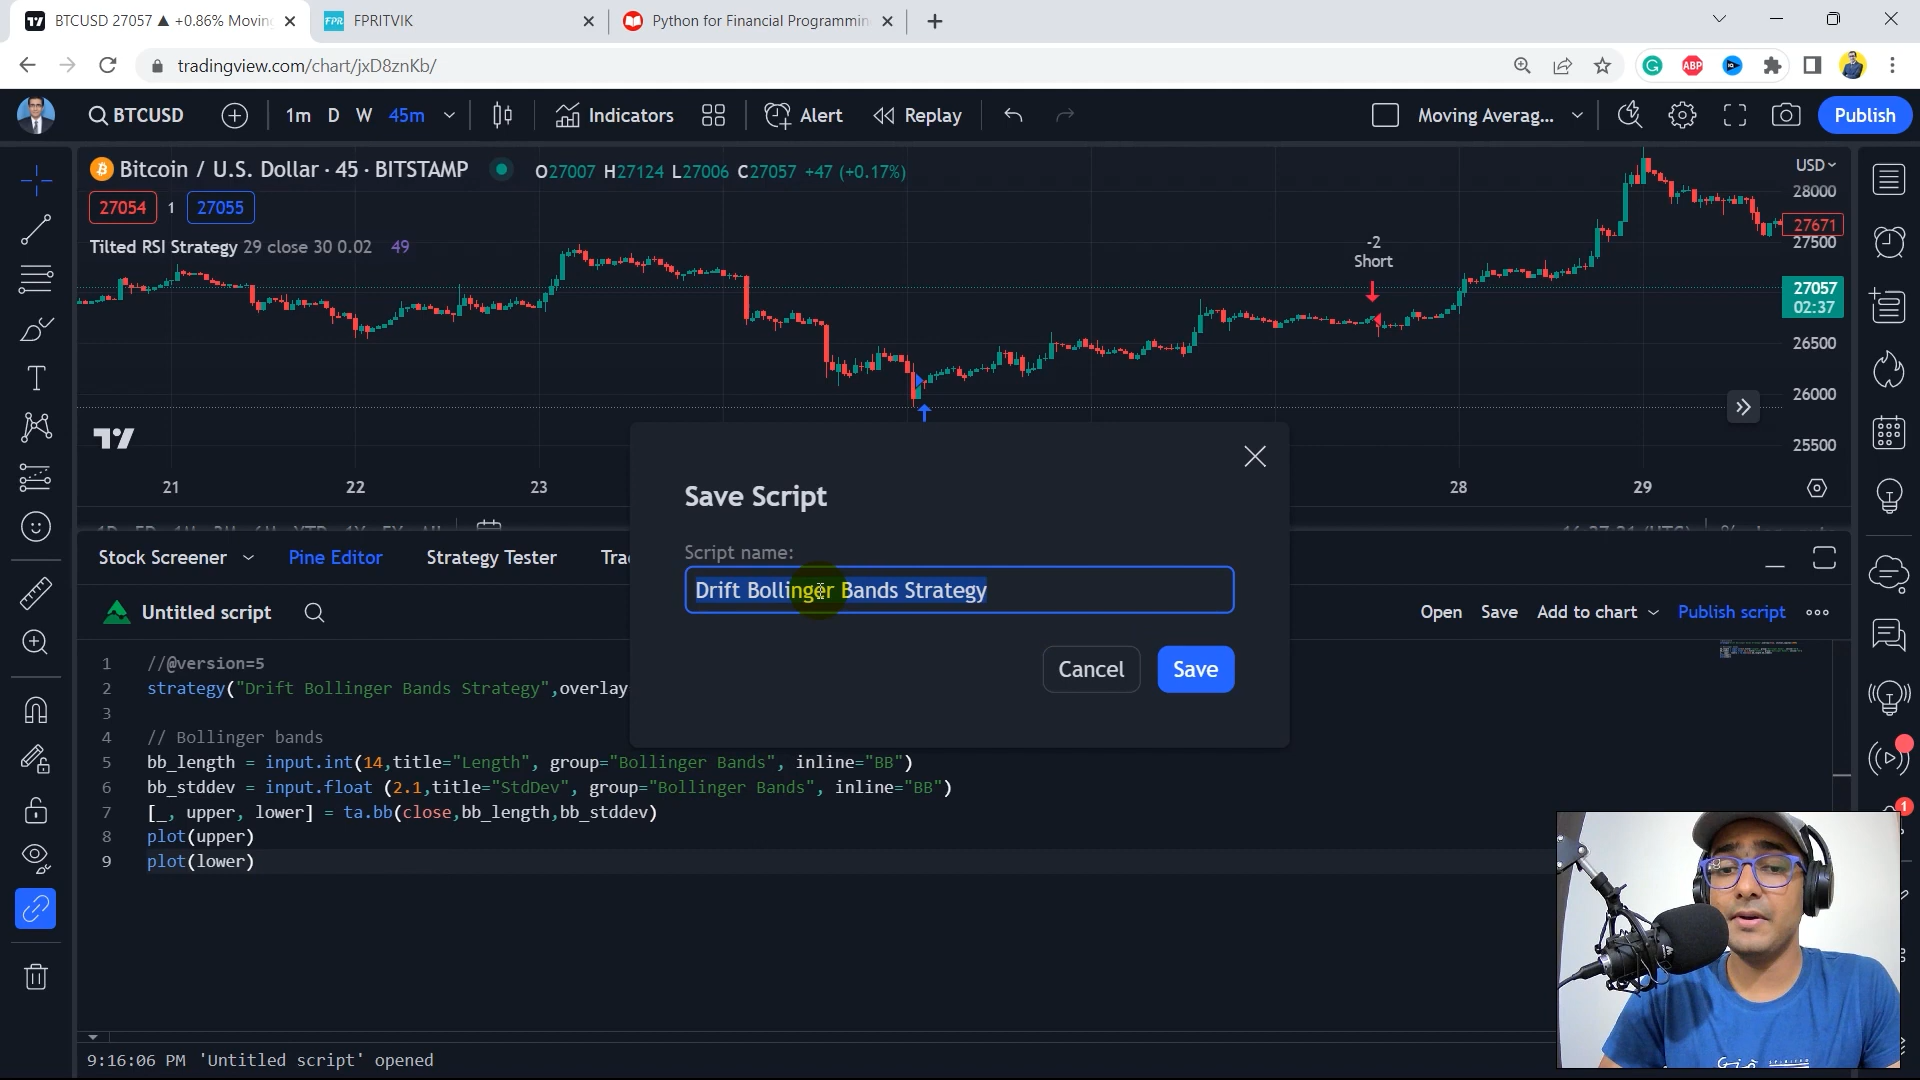 BTCUSD 27057 ▲ +0.86% Movin
FPR FPRITVIK
Python for Financial Programmin
tradingview.com/chart/jxD8znKb/
ABP
BTCUSD 1m D W 45m Indicators Alert Replay Moving Averag... Publish
Bitcoin / U.S. Dollar · 45 · BITSTAMP O27007 H27124 L27006 C27057 +47 (+0.17%)
27054 1 27055
Tilted RSI Strategy 29 close 30 0.02 49
USD
28000
27671
27500
27057
02:37
26500
26000
25500
-2
Short
21 22 23 28 29
Stock Screener Pine Editor Strategy Tester Tra
Untitled script Open Save Add to chart Publish script
Save Script
Script name:
Drift Bollinger Bands Strategy
Cancel Save
1 //@version=5
2 strategy("Drift Bollinger Bands Strategy",overlay
3
4 // Bollinger bands
5 bb_length = input.int(14,title="Length", group="Bollinger Bands", inline="BB")
6 bb_stddev = input.float (2.1,title="StdDev", group="Bollinger Bands", inline="BB")
7 [_, upper, lower] = ta.bb(close,bb_length,bb_stddev)
8 plot(upper)
9 plot(lower)
1
9:16:06 PM 'Untitled script' opened